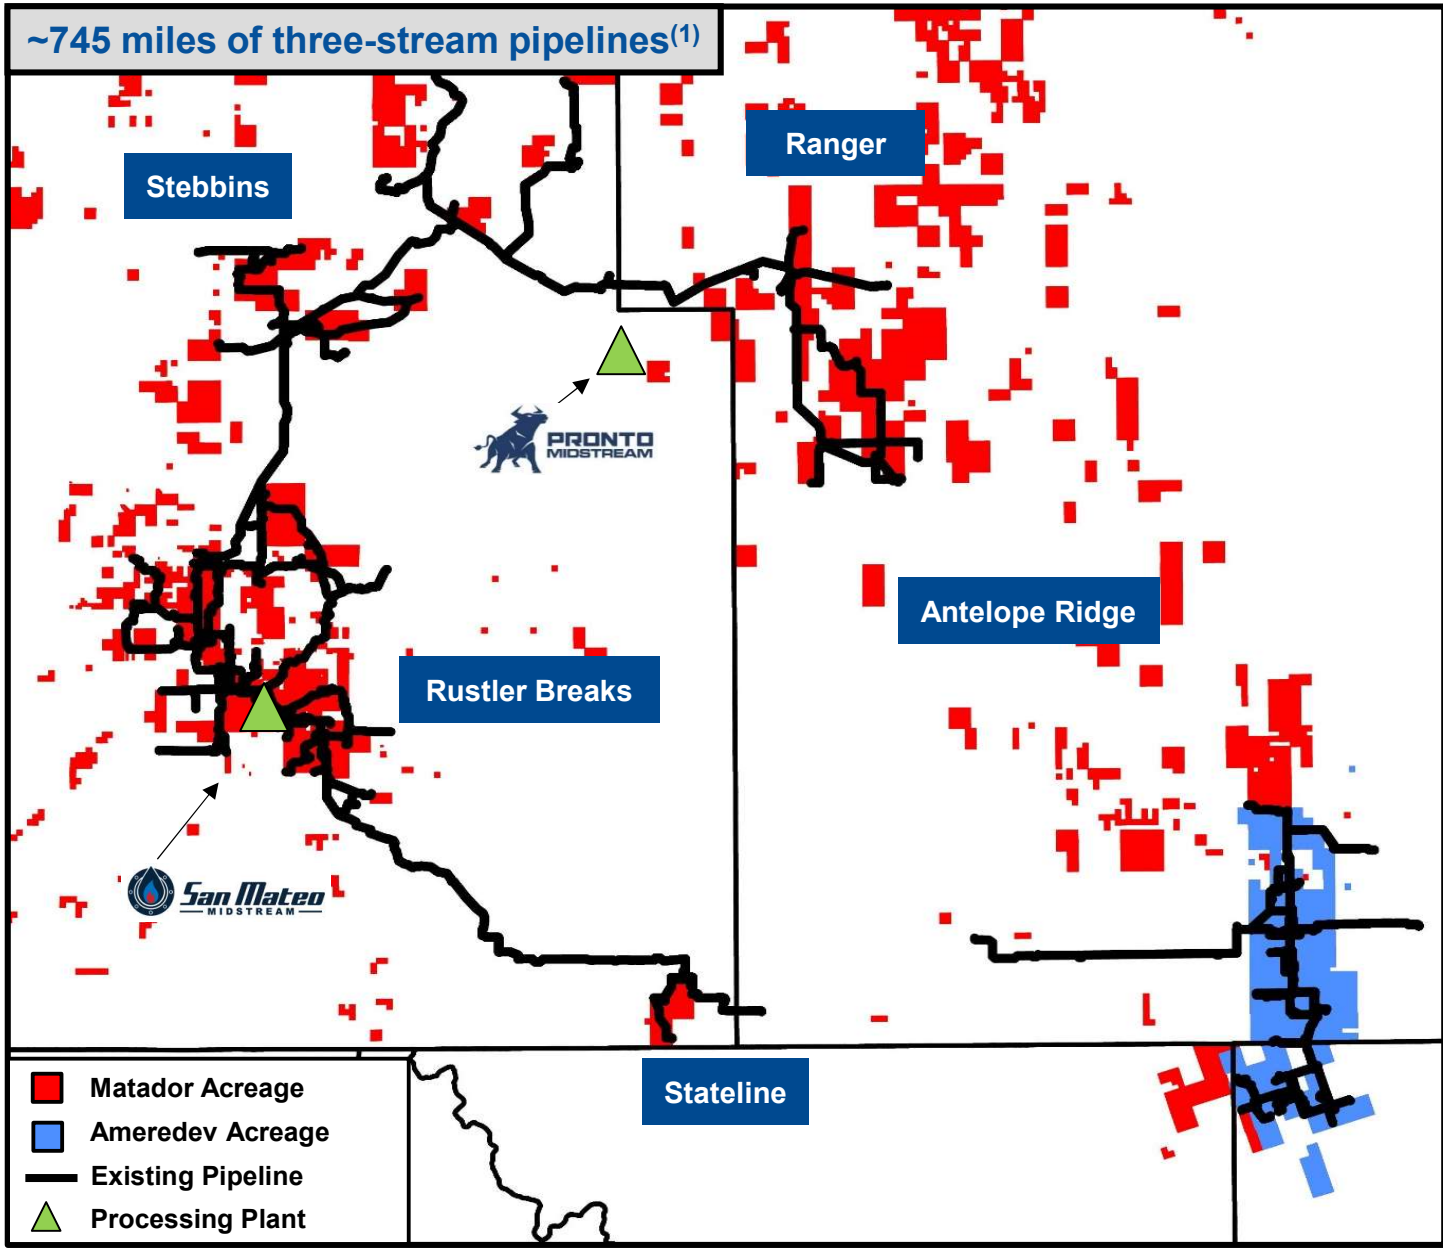 ~745 miles of three-stream pipelines(1)
Ranger
Stebbins
PRONTO
MIDSTREAM
Antelope Ridge
Rustler Breaks
San Mateo
MIDSTREAM
Stateline
Matador Acreage
Ameredev Acreage
Existing Pipeline
Processing Plant